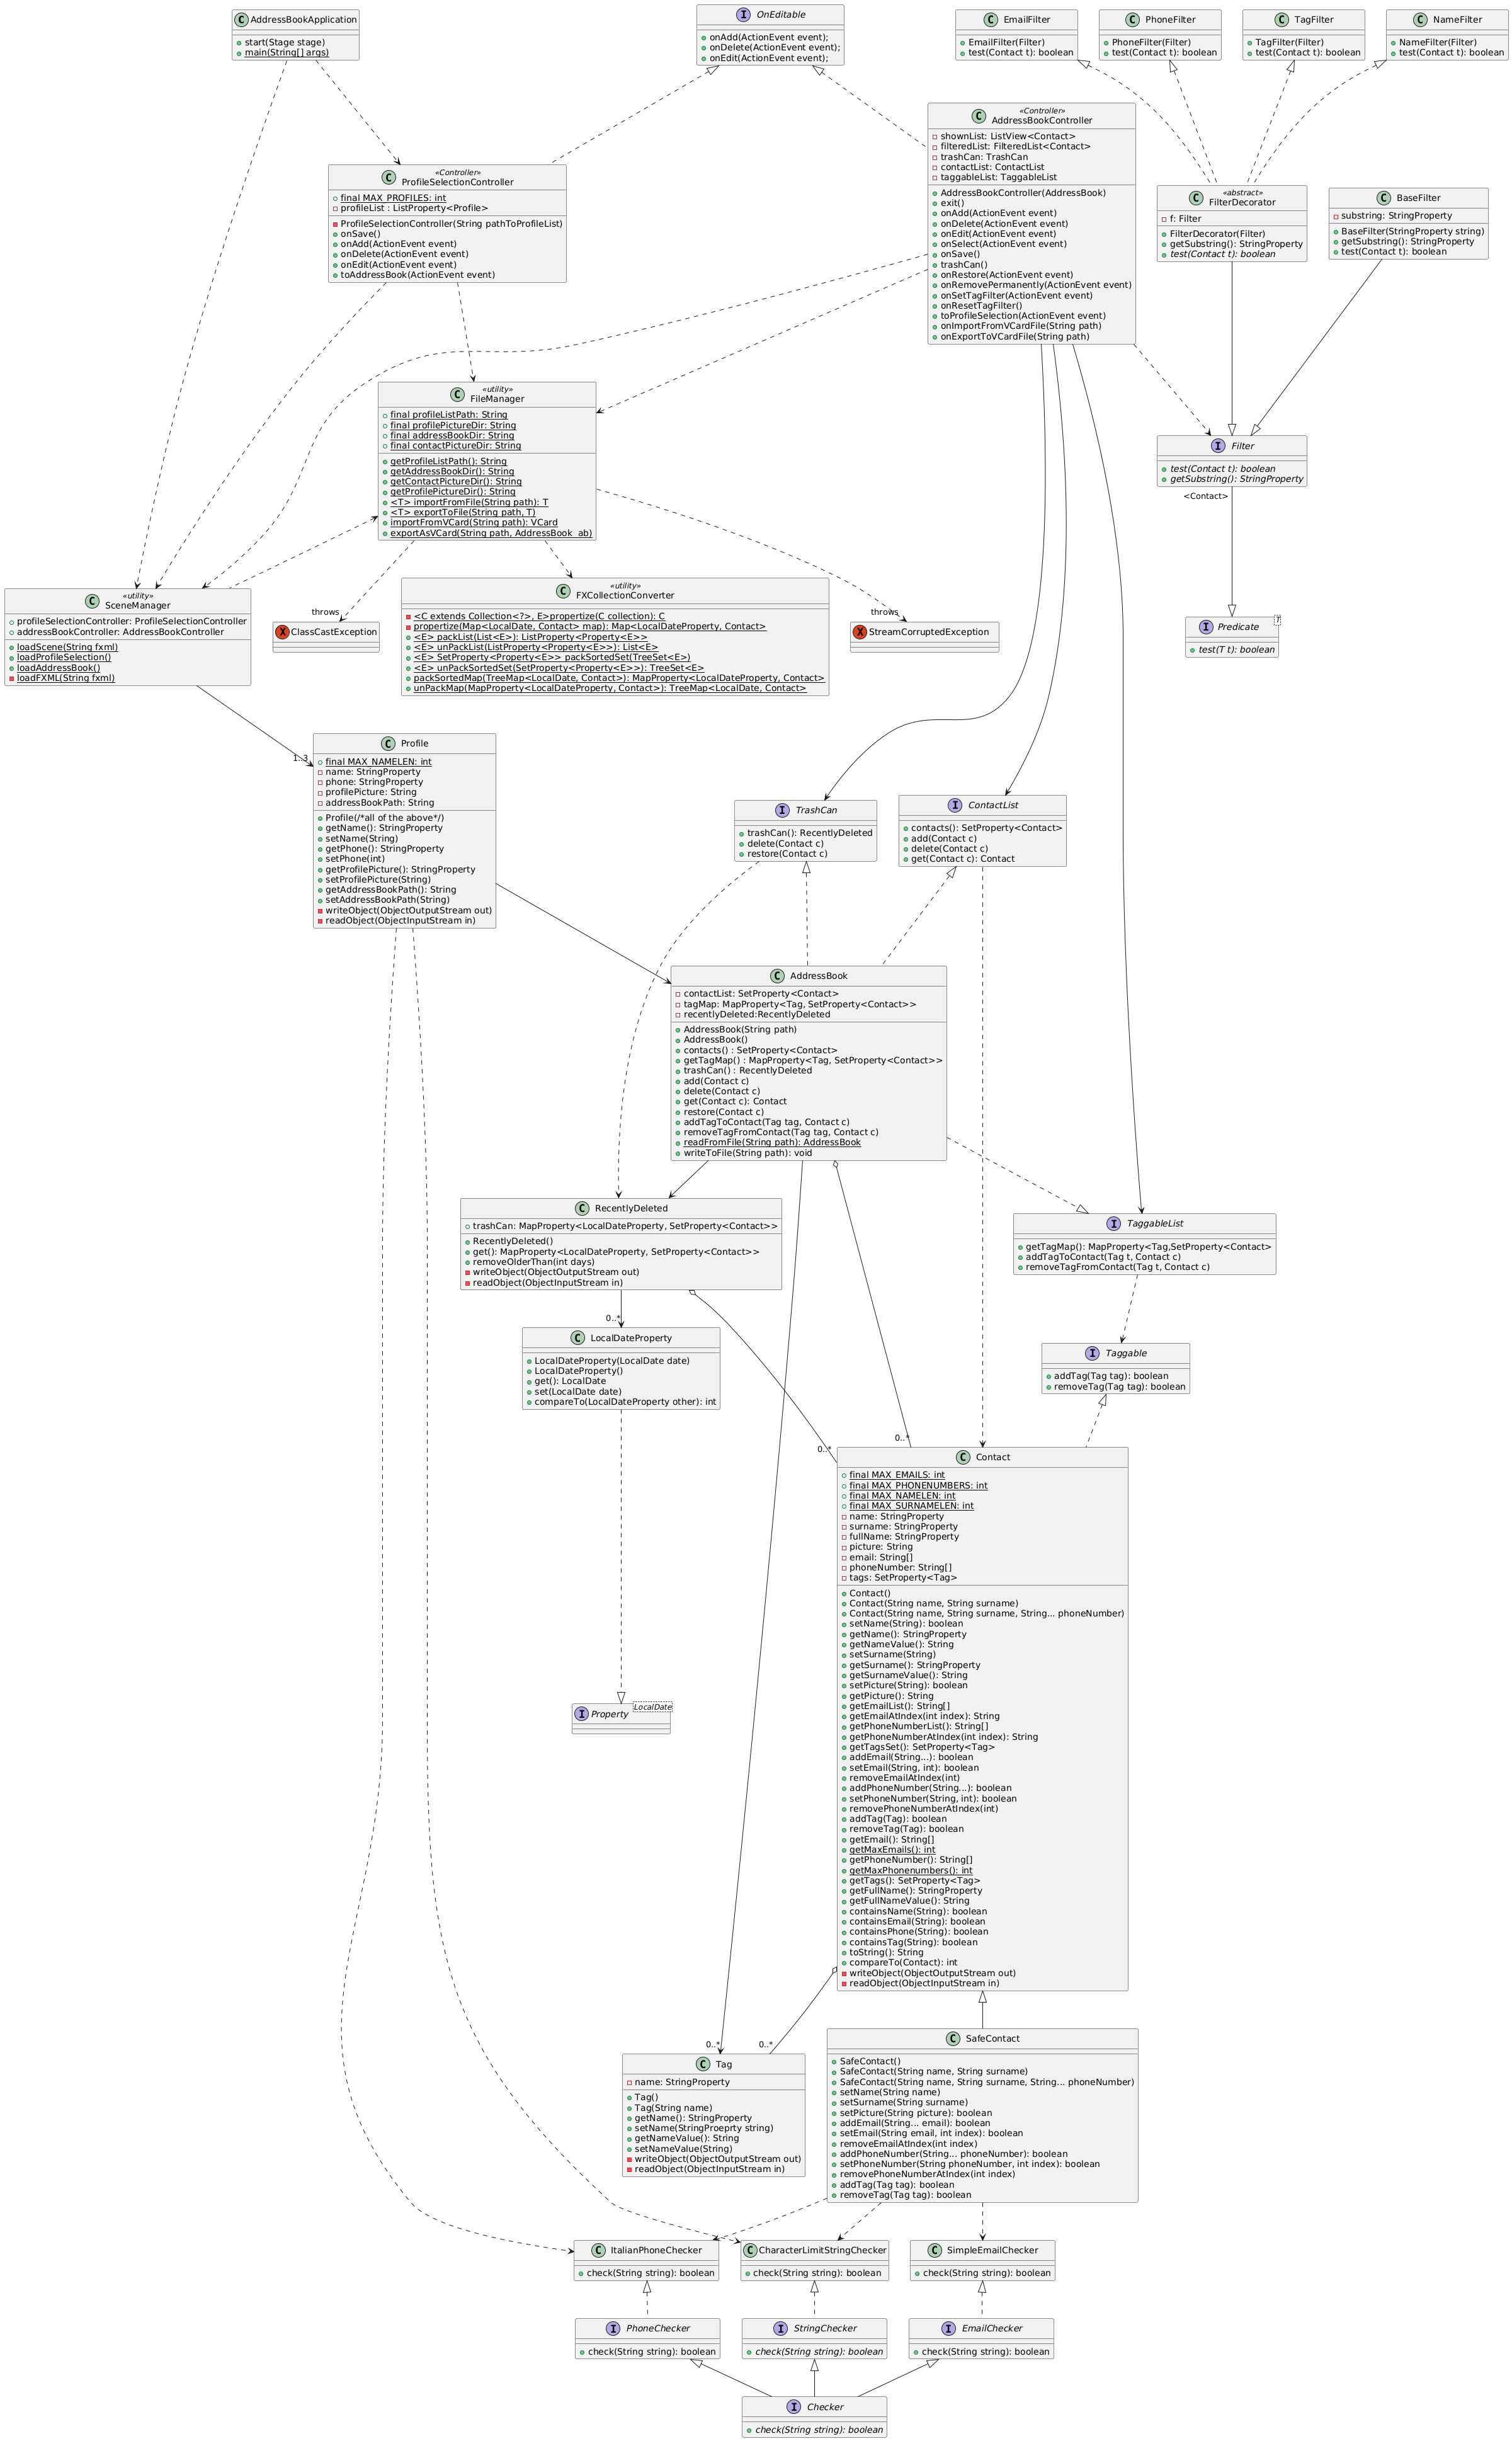 AddressBookApplication
start(Stage stage)
main(String[] args)
OnEditable
onAdd(ActionEvent event);
onDelete(ActionEvent event);
onEdit(ActionEvent event);
EmailFilter
EmailFilter(Filter)
test(Contact t): boolean
PhoneFilter
PhoneFilter(Filter)
test(Contact t): boolean
TagFilter
TagFilter(Filter)
test(Contact t): boolean
NameFilter
NameFilter(Filter)
test(Contact t): boolean
«Controller»
AddressBookController
shownList: ListView<Contact>
filteredList: FilteredList<Contact>
trashCan: TrashCan
contactList: ContactList
taggableList: TaggableList
AddressBookController(AddressBook)
exit()
onAdd(ActionEvent event)
onDelete(ActionEvent event)
onEdit(ActionEvent event)
onSelect(ActionEvent event)
onSave()
trashCan()
onRestore(ActionEvent event)
onRemovePermanently(ActionEvent event)
onSetTagFilter(ActionEvent event)
onResetTagFilter()
toProfileSelection(ActionEvent event)
onImportFromVCardFile(String path)
onExportToVCardFile(String path)
«Controller»
ProfileSelectionController
final MAX_PROFILES: int
profileList : ListProperty<Profile>
ProfileSelectionController(String pathToProfileList)
onSave()
onAdd(ActionEvent event)
onDelete(ActionEvent event)
onEdit(ActionEvent event)
toAddressBook(ActionEvent event)
«abstract»
FilterDecorator
f: Filter
FilterDecorator(Filter)
getSubstring(): StringProperty
test(Contact t): boolean
BaseFilter
substring: StringProperty
BaseFilter(StringProperty string)
getSubstring(): StringProperty
test(Contact t): boolean
«utility»
FileManager
final profileListPath: String
final profilePictureDir: String
final addressBookDir: String
final contactPictureDir: String
getProfileListPath(): String
getAddressBookDir(): String
getContactPictureDir(): String
getProfilePictureDir(): String
<T> importFromFile(String path): T
<T> exportToFile(String path, T)
importFromVCard(String path): VCard
exportAsVCard(String path, AddressBook ab)
Filter
test(Contact t): boolean
getSubstring(): StringProperty
<Contact>
«utility»
SceneManager
profileSelectionController: ProfileSelectionController
addressBookController: AddressBookController
loadScene(String fxml)
loadProfileSelection()
loadAddressBook()
loadFXML(String fxml)
throws
ClassCastException
«utility»
FXCollectionConverter
<C extends Collection<?>, E>propertize(C collection): C
propertize(Map<LocalDate, Contact> map): Map<LocalDateProperty, Contact>
<E> packList(List<E>): ListProperty<Property<E>>
<E> unPackList(ListProperty<Property<E>>): List<E>
<E> SetProperty<Property<E>> packSortedSet(TreeSet<E>)
<E> unPackSortedSet(SetProperty<Property<E>>): TreeSet<E>
packSortedMap(TreeMap<LocalDate, Contact>): MapProperty<LocalDateProperty, Contact>
unPackMap(MapProperty<LocalDateProperty, Contact>): TreeMap<LocalDate, Contact>
throws
StreamCorruptedException
Predicate
T
test(T t): boolean
1..3
Profile
final MAX_NAMELEN: int
name: StringProperty
phone: StringProperty
profilePicture: String
addressBookPath: String
Profile(/*all of the above*/)
getName(): StringProperty
setName(String)
getPhone(): StringProperty
setPhone(int)
getProfilePicture(): StringProperty
setProfilePicture(String)
getAddressBookPath(): String
setAddressBookPath(String)
writeObject(ObjectOutputStream out)
readObject(ObjectInputStream in)
TrashCan
trashCan(): RecentlyDeleted
delete(Contact c)
restore(Contact c)
ContactList
contacts(): SetProperty<Contact>
add(Contact c)
delete(Contact c)
get(Contact c): Contact
AddressBook
contactList: SetProperty<Contact>
tagMap: MapProperty<Tag, SetProperty<Contact>>
recentlyDeleted:RecentlyDeleted
AddressBook(String path)
AddressBook()
contacts() : SetProperty<Contact>
getTagMap() : MapProperty<Tag, SetProperty<Contact>>
trashCan() : RecentlyDeleted
add(Contact c)
delete(Contact c)
get(Contact c): Contact
restore(Contact c)
addTagToContact(Tag tag, Contact c)
removeTagFromContact(Tag tag, Contact c)
readFromFile(String path): AddressBook
writeToFile(String path): void
RecentlyDeleted
trashCan: MapProperty<LocalDateProperty, SetProperty<Contact>>
RecentlyDeleted()
get(): MapProperty<LocalDateProperty, SetProperty<Contact>>
removeOlderThan(int days)
writeObject(ObjectOutputStream out)
readObject(ObjectInputStream in)
TaggableList
getTagMap(): MapProperty<Tag,SetProperty<Contact>
addTagToContact(Tag t, Contact c)
removeTagFromContact(Tag t, Contact c)
0..*
LocalDateProperty
LocalDateProperty(LocalDate date)
LocalDateProperty()
get(): LocalDate
set(LocalDate date)
compareTo(LocalDateProperty other): int
Taggable
addTag(Tag tag): boolean
removeTag(Tag tag): boolean
0..*
0..*
Contact
final MAX_EMAILS: int
final MAX_PHONENUMBERS: int
final MAX_NAMELEN: int
final MAX_SURNAMELEN: int
name: StringProperty
surname: StringProperty
fullName: StringProperty
picture: String
email: String[]
phoneNumber: String[]
tags: SetProperty<Tag>
Contact()
Contact(String name, String surname)
Contact(String name, String surname, String... phoneNumber)
setName(String): boolean
getName(): StringProperty
getNameValue(): String
setSurname(String)
getSurname(): StringProperty
getSurnameValue(): String
setPicture(String): boolean
getPicture(): String
getEmailList(): String[]
getEmailAtIndex(int index): String
getPhoneNumberList(): String[]
getPhoneNumberAtIndex(int index): String
getTagsSet(): SetProperty<Tag>
addEmail(String...): boolean
setEmail(String, int): boolean
removeEmailAtIndex(int)
addPhoneNumber(String...): boolean
setPhoneNumber(String, int): boolean
removePhoneNumberAtIndex(int)
addTag(Tag): boolean
removeTag(Tag): boolean
getEmail(): String[]
getMaxEmails(): int
getPhoneNumber(): String[]
getMaxPhonenumbers(): int
getTags(): SetProperty<Tag>
getFullName(): StringProperty
getFullNameValue(): String
containsName(String): boolean
containsEmail(String): boolean
containsPhone(String): boolean
containsTag(String): boolean
toString(): String
compareTo(Contact): int
writeObject(ObjectOutputStream out)
readObject(ObjectInputStream in)
Property
LocalDate
0..*
0..*
Tag
name: StringProperty
Tag()
Tag(String name)
getName(): StringProperty
setName(StringProeprty string)
getNameValue(): String
setNameValue(String)
writeObject(ObjectOutputStream out)
readObject(ObjectInputStream in)
SafeContact
SafeContact()
SafeContact(String name, String surname)
SafeContact(String name, String surname, String... phoneNumber)
setName(String name)
setSurname(String surname)
setPicture(String picture): boolean
addEmail(String... email): boolean
setEmail(String email, int index): boolean
removeEmailAtIndex(int index)
addPhoneNumber(String... phoneNumber): boolean
setPhoneNumber(String phoneNumber, int index): boolean
removePhoneNumberAtIndex(int index)
addTag(Tag tag): boolean
removeTag(Tag tag): boolean
ItalianPhoneChecker
check(String string): boolean
CharacterLimitStringChecker
check(String string): boolean
SimpleEmailChecker
check(String string): boolean
PhoneChecker
check(String string): boolean
StringChecker
check(String string): boolean
EmailChecker
check(String string): boolean
Checker
check(String string): boolean